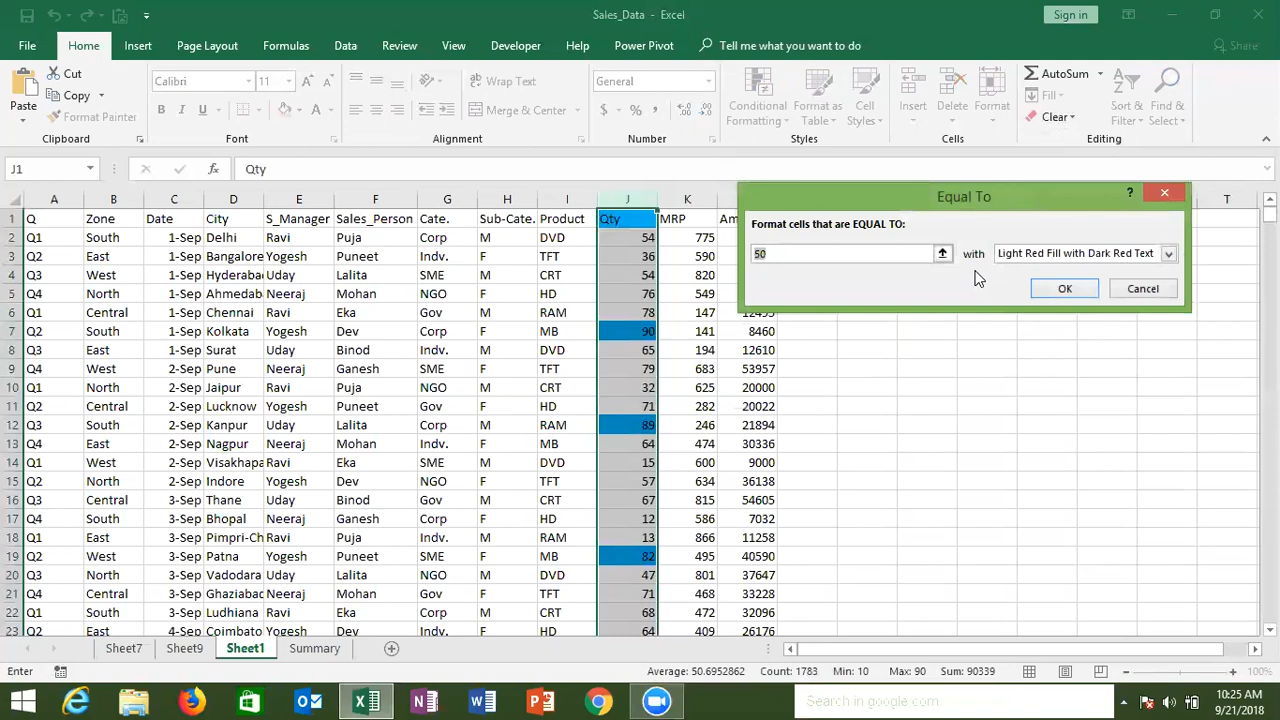 Sales_Data - Excel
Sign in
File Home Insert Page Layout Formulas Data Review View Developer Help Power Pivot Tell me what you want to do Share
Paste
Cut
Copy
Format Painter
Clipboard
Calibri 11
B I U
Font
Wrap Text
Merge & Center
Alignment
General
$ %
Number
Conditional Formatting
Format as Table
Cell Styles
Styles
Insert Delete Format
Cells
AutoSum
Fill
Clear
Sort & Filter
Find & Select
Editing
J1 fx Qty
Equal To
?
Format cells that are EQUAL TO:
50 with Light Red Fill with Dark Red Text
OK Cancel
A B C D E F G H I J K T
1 Q Zone Date City S_Manager Sales_Person Cate. Sub-Cate. Product Qty MRP Am
2 Q1 South 1-Sep Delhi Ravi Puja Corp M DVD 54 775
3 Q2 East 1-Sep Bangalore Yogesh Puneet Indv. F TFT 36 590
4 Q3 West 1-Sep Hyderabad Uday Lalita SME M CRT 54 820
5 Q4 North 1-Sep Ahmedab Neeraj Mohan NGO F HD 76 549
6 Q1 Central 1-Sep Chennai Ravi Eka Gov M RAM 78 147
7 Q2 South 1-Sep Kolkata Yogesh Dev Corp F MB 90 141 8460
8 Q3 East 1-Sep Surat Uday Binod Indv. M DVD 65 194 12610
9 Q4 West 2-Sep Pune Neeraj Ganesh SME F TFT 79 683 53957
10 Q1 North 2-Sep Jaipur Ravi Puja NGO M CRT 32 625 20000
11 Q2 Central 2-Sep Lucknow Yogesh Puneet Gov F HD 71 282 20022
12 Q3 South 2-Sep Kanpur Uday Lalita Corp M RAM 89 246 21894
13 Q4 East 2-Sep Nagpur Neeraj Mohan Indv. F MB 64 474 30336
14 Q1 West 2-Sep Visakhapa Ravi Eka SME M DVD 15 600 9000
15 Q2 North 2-Sep Indore Yogesh Dev NGO F TFT 57 634 36138
16 Q3 Central 3-Sep Thane Uday Binod Gov M CRT 67 815 54605
17 Q4 South 3-Sep Bhopal Neeraj Ganesh Corp F HD 12 586 7032
18 Q1 East 3-Sep Pimpri-Ch Ravi Puja Indv. M RAM 13 866 11258
19 Q2 West 3-Sep Patna Yogesh Puneet SME F MB 82 495 40590
20 Q3 North 3-Sep Vadodara Uday Lalita NGO M DVD 47 801 37647
21 Q4 Central 3-Sep Ghaziabad Neeraj Mohan Gov F TFT 71 468 33228
22 Q1 South 3-Sep Ludhiana Ravi Eka Corp M CRT 68 472 32096
23 Q2 East 4-Sep Coimbato Yogesh Dev Indv. F HD 64 409 26176
Sheet7 Sheet9 Sheet1 Summary
Enter Average: 50.6952862 Count: 1783 Min: 10 Max: 90 Sum: 90339 100%
Search in google.com
10:25 AM
9/21/2018